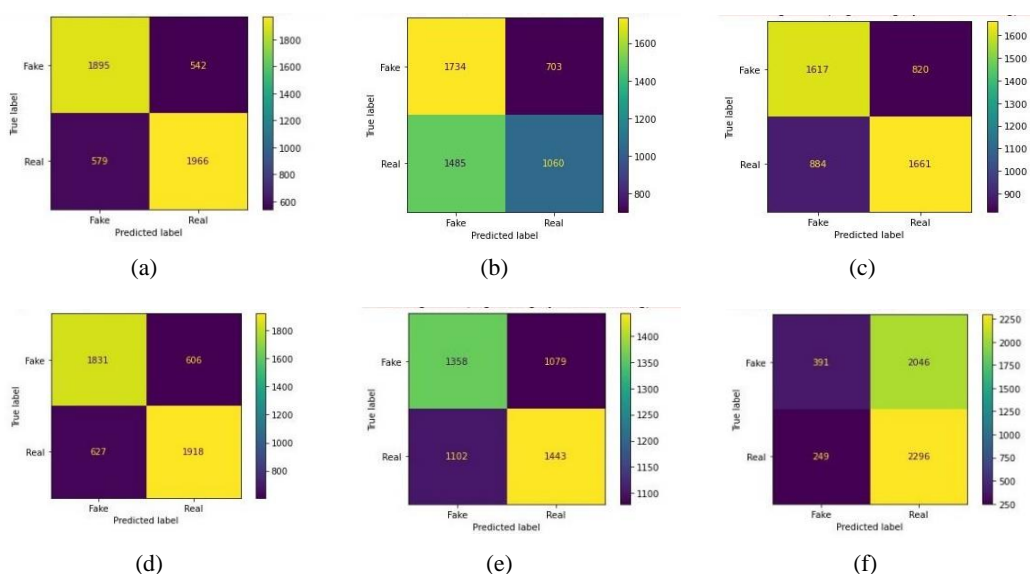 Fake
Real
True label
1895 542
579 1966
Fake Real
Predicted label
1800
1600
1400
1200
1000
800
600
(a)
Fake
Real
True label
1734 703
1485 1060
Fake Real
Predicted label
1600
1400
1200
1000
800
(b)
Fake
Real
True label
1617 820
884 1661
Fake Real
Predicted label
1600
1500
1400
1300
1200
1100
1000
900
(c)
Fake
Real
True label
1831 606
627 1918
Fake Real
Predicted label
1800
1600
1400
1200
1000
800
(d)
Fake
Real
True label
1358 1079
1102 1443
Fake Real
Predicted label
1400
1350
1300
1250
1200
1150
1100
(e)
Fake
Real
True label
391 2046
249 2296
Fake Real
Predicted label
2250
2000
1750
1500
1250
1000
750
500
250
(f)